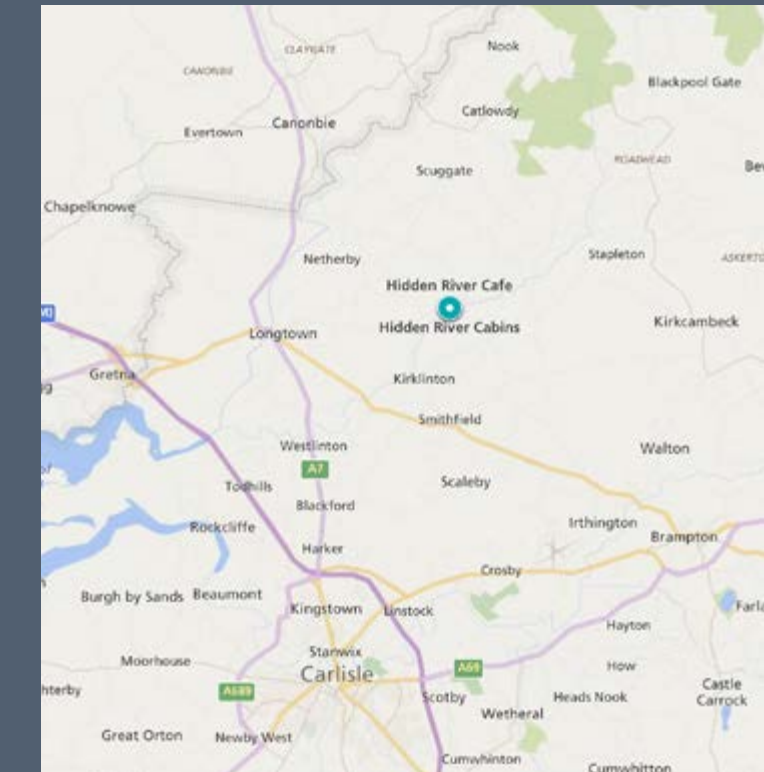 Nook
CLAYGATE
CANONBIE
Blackpool Gate
Catlowdy
Canonbie
Evertown
ROADHEAD
Scuggate
Chapelknowe
Stapleton
Netherby
Hidden River Cafe
Kirkcambeck
Hidden River Cabins
Longtown
Gretna
Kirklinton
Smithfield
Westlinton
Walton
A7
Scaleby
Todhills
Blackford
Rockcliffe
Irthington
Brampton
Harker
Crosby
Burgh by Sands
Beaumont
Kingstown
Linstock
Hayton
Stanwix
Moorhouse
How
A69
Carlisle
Castle
Carrock
A689
Scotby
Heads Nook
Wetheral
Great Orton
Newby West
Cumwhinton
Cumwhitton